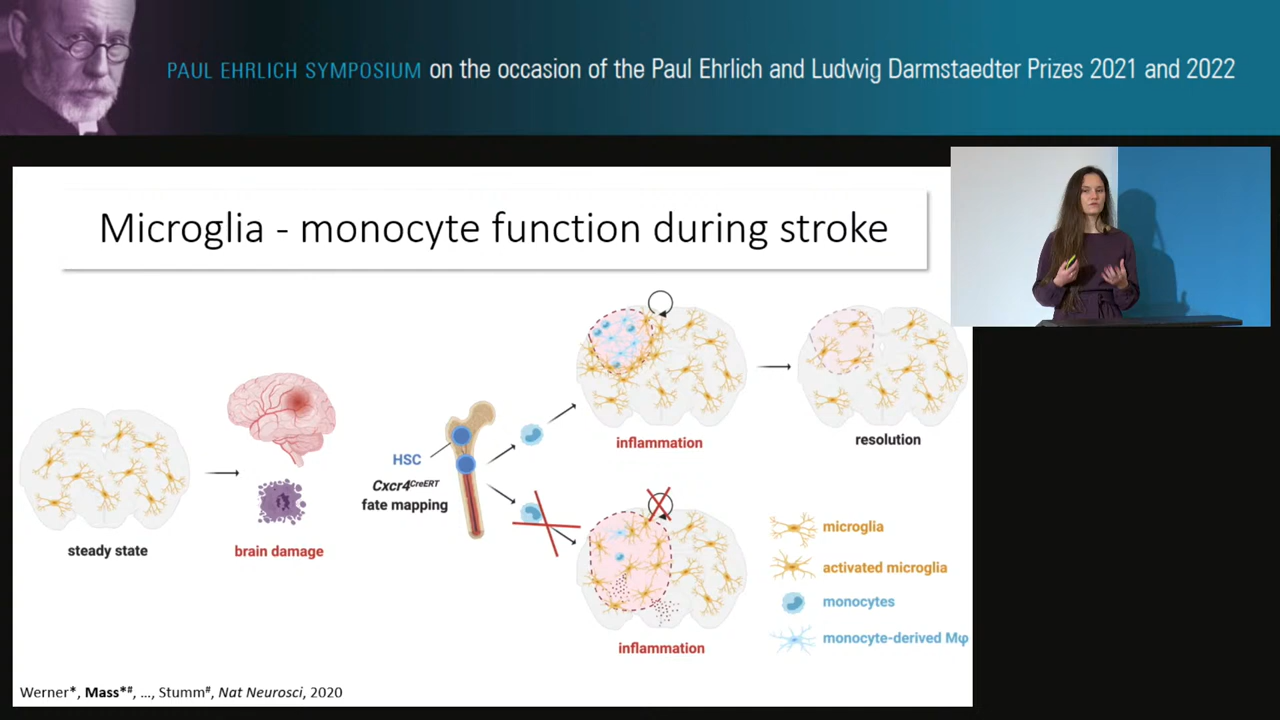 PAUL EHRLICH SYMPOSIUM on the occasion of the Paul Ehrlich and Ludwig Darmstaedter Prizes 2021 and 2022
Microglia - monocyte function during stroke
steady state
brain damage
HSC
Cxcr4CreERT
fate mapping
inflammation
resolution
inflammation
microglia
activated microglia
monocytes
monocyte-derived Mφ
Werner*, Mass*#, ..., Stumm#, Nat Neurosci, 2020